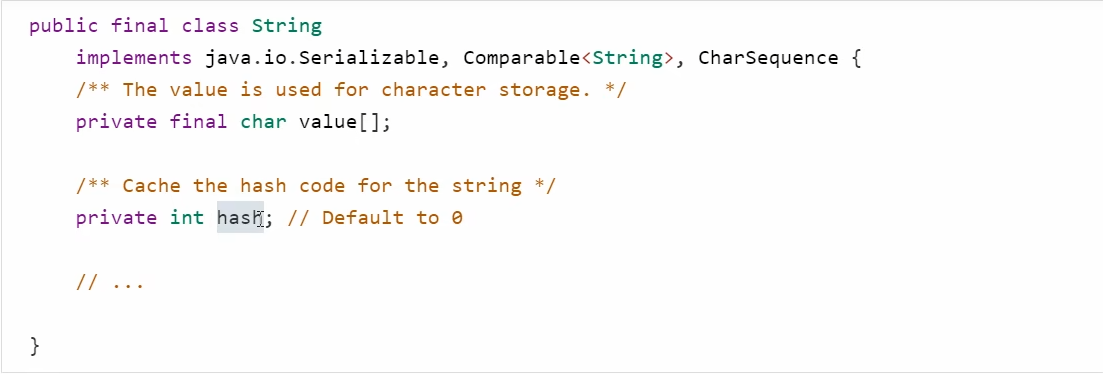 public final class String
    implements java.io.Serializable, Comparable<String>, CharSequence {
    /** The value is used for character storage. */
    private final char value[];

    /** Cache the hash code for the string */
    private int hash; // Default to 0

    // ...

}